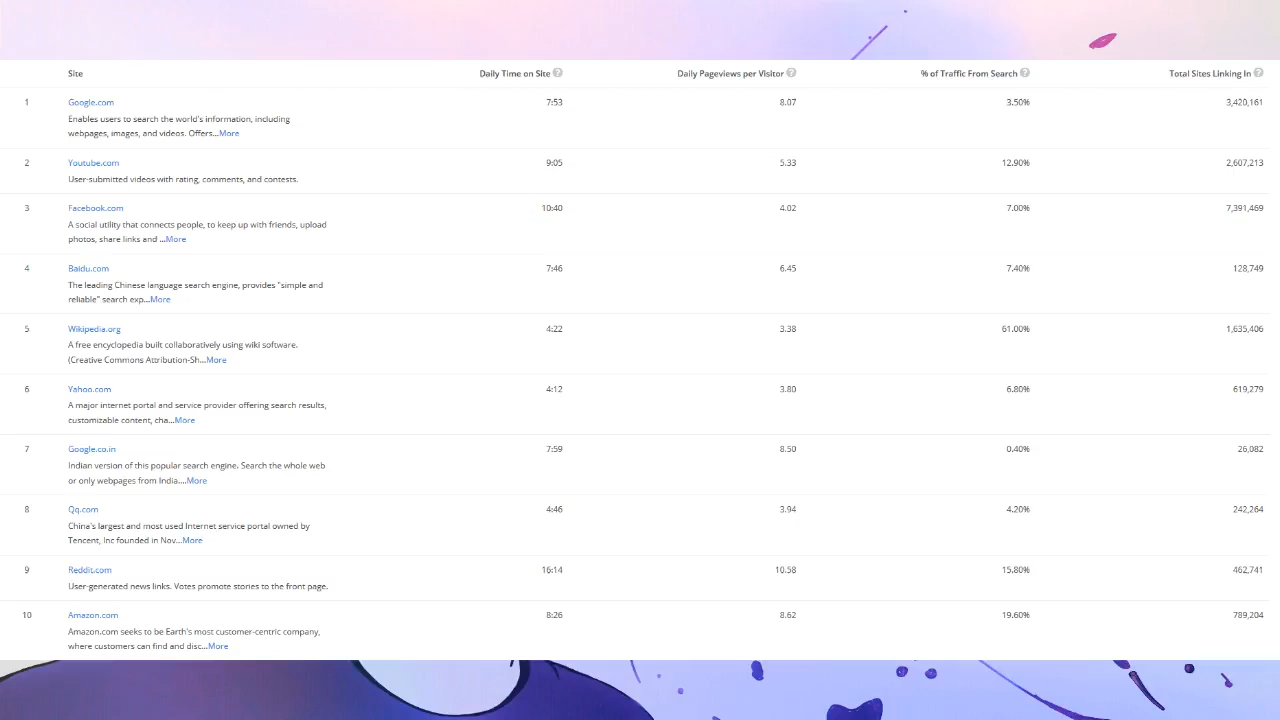 Site Daily Time on Site Daily Pageviews per Visitor % of Traffic From Search Total Sites Linking In
1 Google.com 7:53 8.07 3.50% 3,420,161
Enables users to search the world's information, including
webpages, images, and videos. Offers...More
2 Youtube.com 9:05 5.33 12.90% 2,607,213
User-submitted videos with rating, comments, and contests.
3 Facebook.com 10:40 4.02 7.00% 7,391,469
A social utility that connects people, to keep up with friends, upload
photos, share links and ...More
4 Baidu.com 7:46 6.45 7.40% 128,749
The leading Chinese language search engine, provides "simple and
reliable" search exp...More
5 Wikipedia.org 4:22 3.38 61.00% 1,635,406
A free encyclopedia built collaboratively using wiki software.
(Creative Commons Attribution-Sh...More
6 Yahoo.com 4:12 3.80 6.80% 619,279
A major internet portal and service provider offering search results,
customizable content, cha...More
7 Google.co.in 7:59 8.50 0.40% 26,082
Indian version of this popular search engine. Search the whole web
or only webpages from India....More
8 Qq.com 4:46 3.94 4.20% 242,264
China's largest and most used Internet service portal owned by
Tencent, Inc founded in Nov...More
9 Reddit.com 16:14 10.58 15.80% 462,741
User-generated news links. Votes promote stories to the front page.
10 Amazon.com 8:26 8.62 19.60% 789,204
Amazon.com seeks to be Earth's most customer-centric company,
where customers can find and disc...More